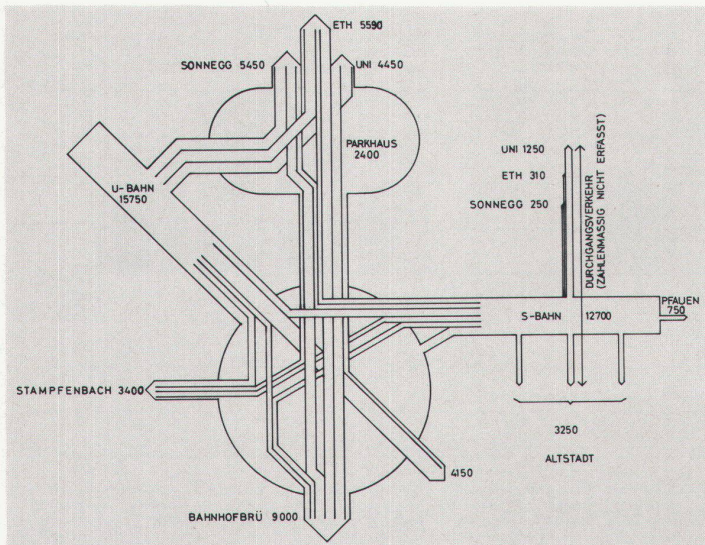 ETH 5590
SONNEGG 5450
UNI 4450
PARKHAUS
2400
U-BAHN
15750
UNI 1250
ETH 310
SONNEGG 250
DURCHGANGSVERKEHR
(ZAHLENMÄSSIG NICHT ERFASST)
PFAUEN
750
S-BAHN 12700
STAMPFENBACH 3400
3250
ALTSTADT
4150
BAHNHOFBRÜ 9000